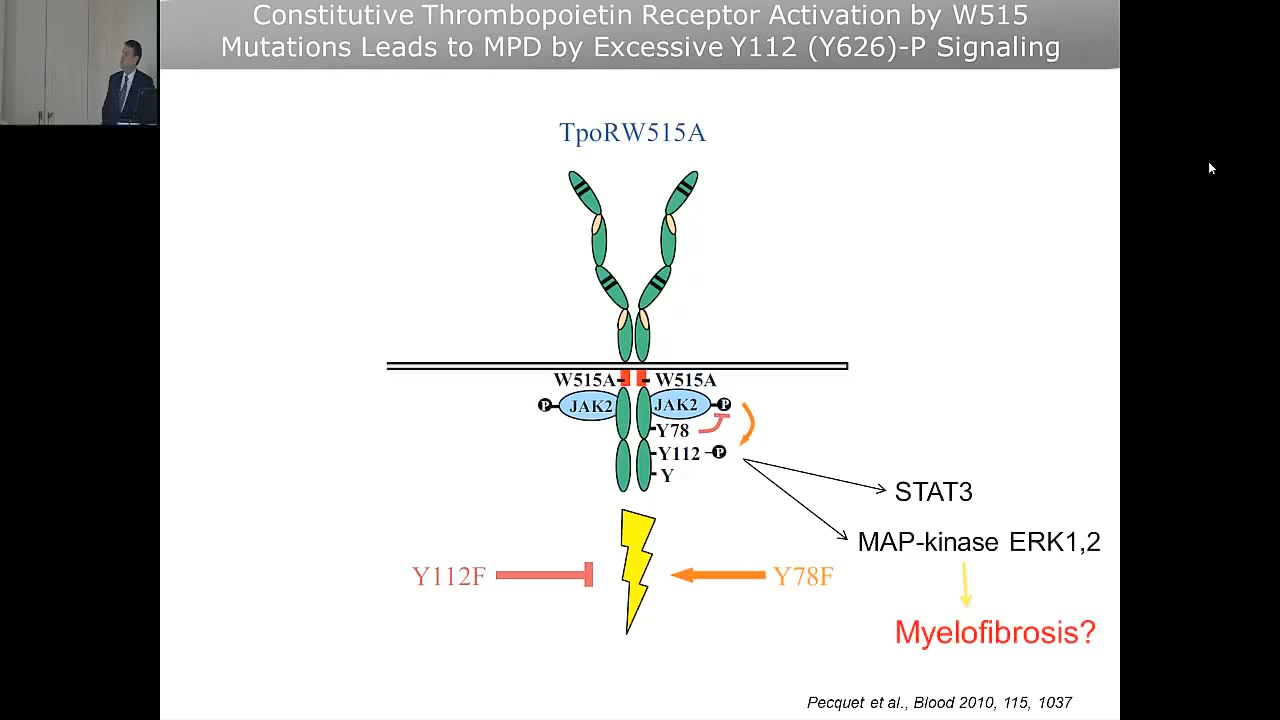 Constitutive Thrombopoietin Receptor Activation by W515
Mutations Leads to MPD by Excessive Y112 (Y626)-P Signaling
TpoRW515A
W515A W515A
P JAK2 JAK2 P
Y78
Y112 P
Y
STAT3
MAP-kinase ERK1,2
Y112F Y78F
Myelofibrosis?
Pecquet et al., Blood 2010, 115, 1037